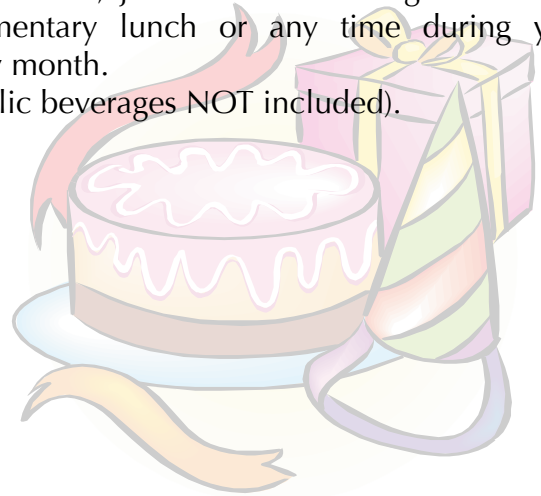 mentary lunch or any time during y
month.
lic beverages NOT included).